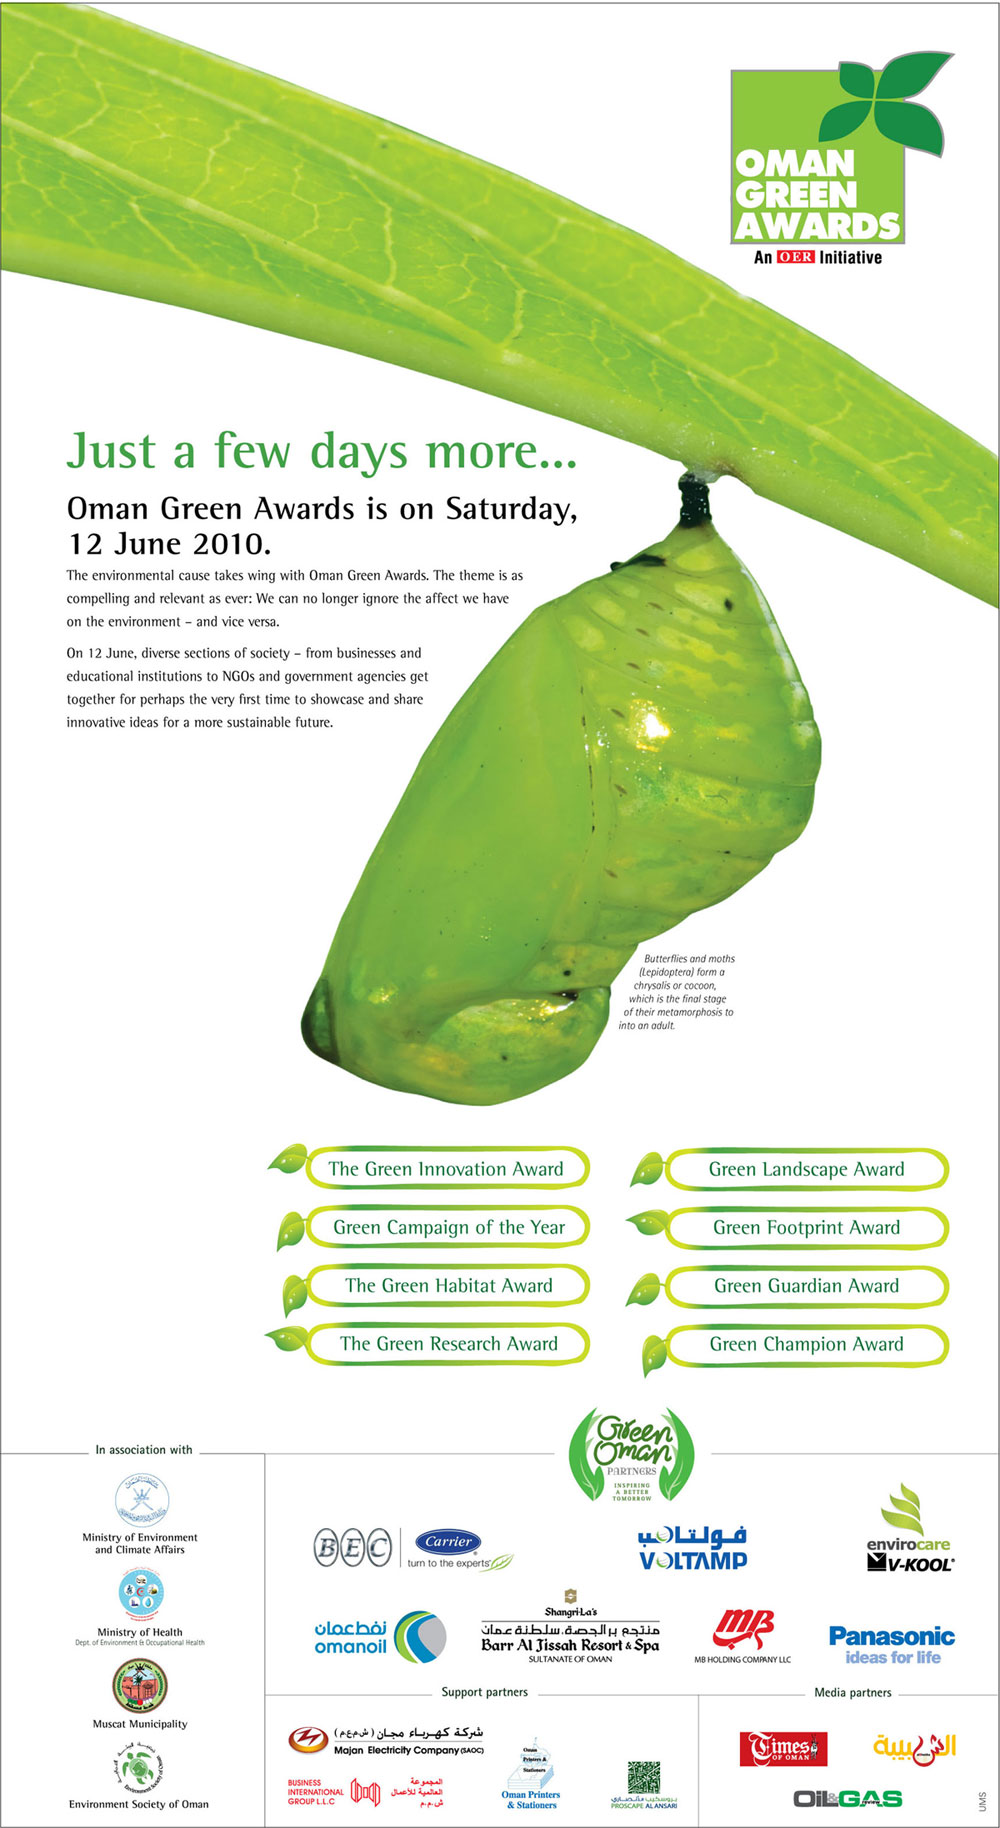 OMAN
GREEN
AWARDS
An OER Initiative
Just a few days more...
Oman Green Awards is on Saturday,
12 June 2010.
The environmental cause takes wing with Oman Green Awards. The theme is as
compelling and relevant as ever: We can no longer ignore the affect we have
on the environment – and vice versa.
On 12 June, diverse sections of society – from businesses and
educational institutions to NGOs and government agencies get
together for perhaps the very first time to showcase and share
innovative ideas for a more sustainable future.
Butterflies and moths
(Lepidoptera) form a
chrysalis or cocoon,
which is the final stage
of their metamorphosis to
into an adult.
The Green Innovation Award
Green Campaign of the Year
The Green Habitat Award
The Green Research Award
Green Landscape Award
Green Footprint Award
Green Guardian Award
Green Champion Award
In association with
Ministry of Environment
and Climate Affairs
Ministry of Health
Dept. of Environment & Occupational Health
Muscat Municipality
Environment Society of Oman
Green
Oman
PARTNERS
INSPIRING
A BETTER
TOMORROW
BEC
Carrier
turn to the experts
فولتامب
VOLTAMP
envirocare
V-KOOL®
نفط عمان
omanoil
Shangri-La's
منتجع بر الجصة، سلطنة عمان
Barr Al Jissah Resort & Spa
SULTANATE OF OMAN
MB
MB HOLDING COMPANY LLC
Panasonic
ideas for life
Support partners
شركة كهرباء مجان (ش.م.ع.م)
Majan Electricity Company (SAOC)
BUSINESS
INTERNATIONAL
GROUP L.L.C
المجموعة
العالمية للأعمال
ش.م.م
Oman
Printers &
Stationers
Oman Printers
& Stationers
بروسكيب الأنصاري
PROSCAPE AL ANSARI
Media partners
Times
OF OMAN
الشبيبة
OIL&GAS
review
UMS